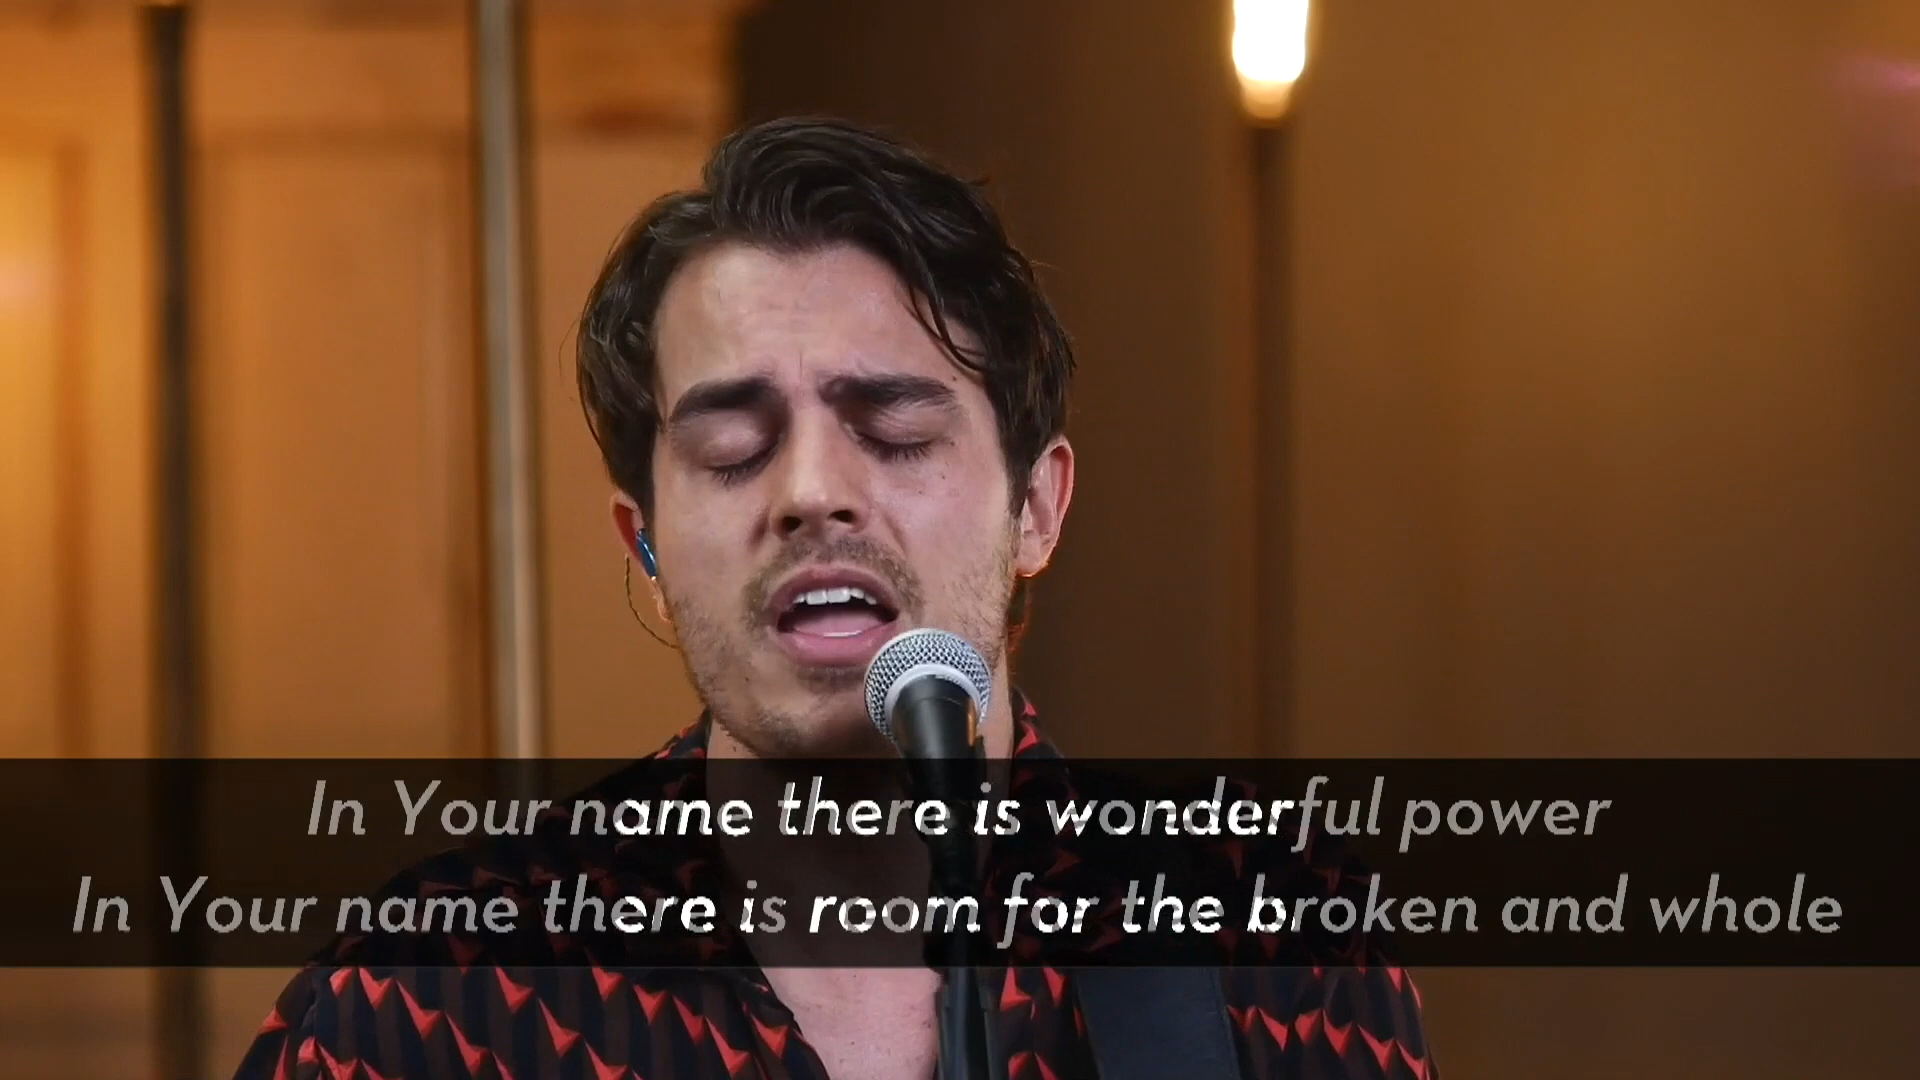 In Your name there is wonderful power
In Your name there is room for the broken and whole